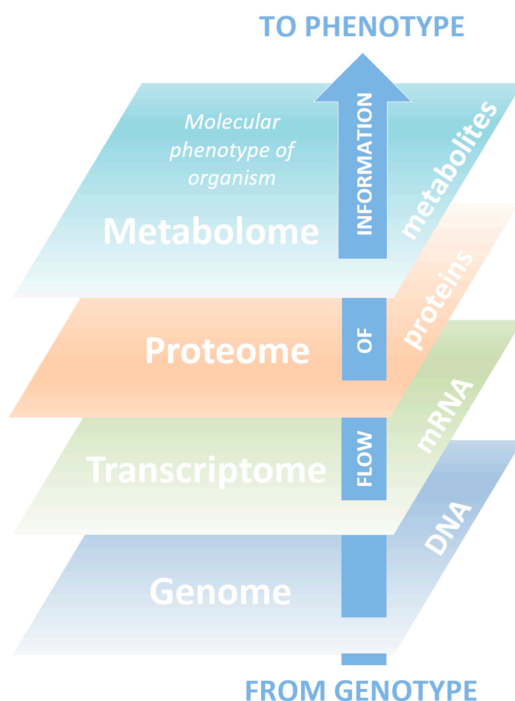 TO PHENOTYPE
Molecular
phenotype of
organism
Metabolome
metabolites
INFORMATION
Proteome
proteins
OF
Transcriptome
mRNA
FLOW
Genome
DNA
FROM GENOTYPE